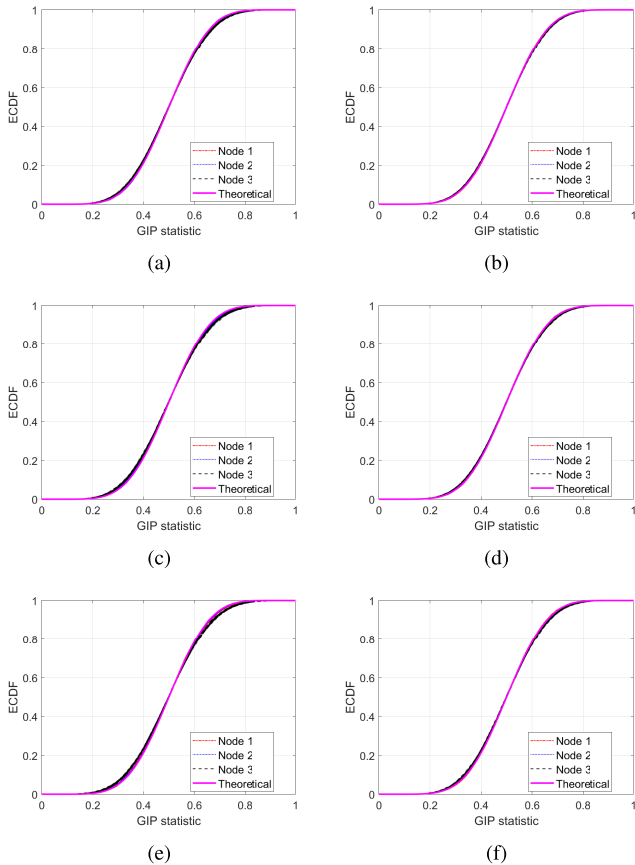 1
0.8
0.6
0.4
0.2
0
ECDF
Node 1
Node 2
Node 3
Theoretical
0 0.2 0.4 0.6 0.8 1
GIP statistic
(a)
1
0.8
0.6
0.4
0.2
0
ECDF
Node 1
Node 2
Node 3
Theoretical
0 0.2 0.4 0.6 0.8 1
GIP statistic
(b)
1
0.8
0.6
0.4
0.2
0
ECDF
Node 1
Node 2
Node 3
Theoretical
0 0.2 0.4 0.6 0.8 1
GIP statistic
(c)
1
0.8
0.6
0.4
0.2
0
ECDF
Node 1
Node 2
Node 3
Theoretical
0 0.2 0.4 0.6 0.8 1
GIP statistic
(d)
1
0.8
0.6
0.4
0.2
0
ECDF
Node 1
Node 2
Node 3
Theoretical
0 0.2 0.4 0.6 0.8 1
GIP statistic
(e)
1
0.8
0.6
0.4
0.2
0
ECDF
Node 1
Node 2
Node 3
Theoretical
0 0.2 0.4 0.6 0.8 1
GIP statistic
(f)